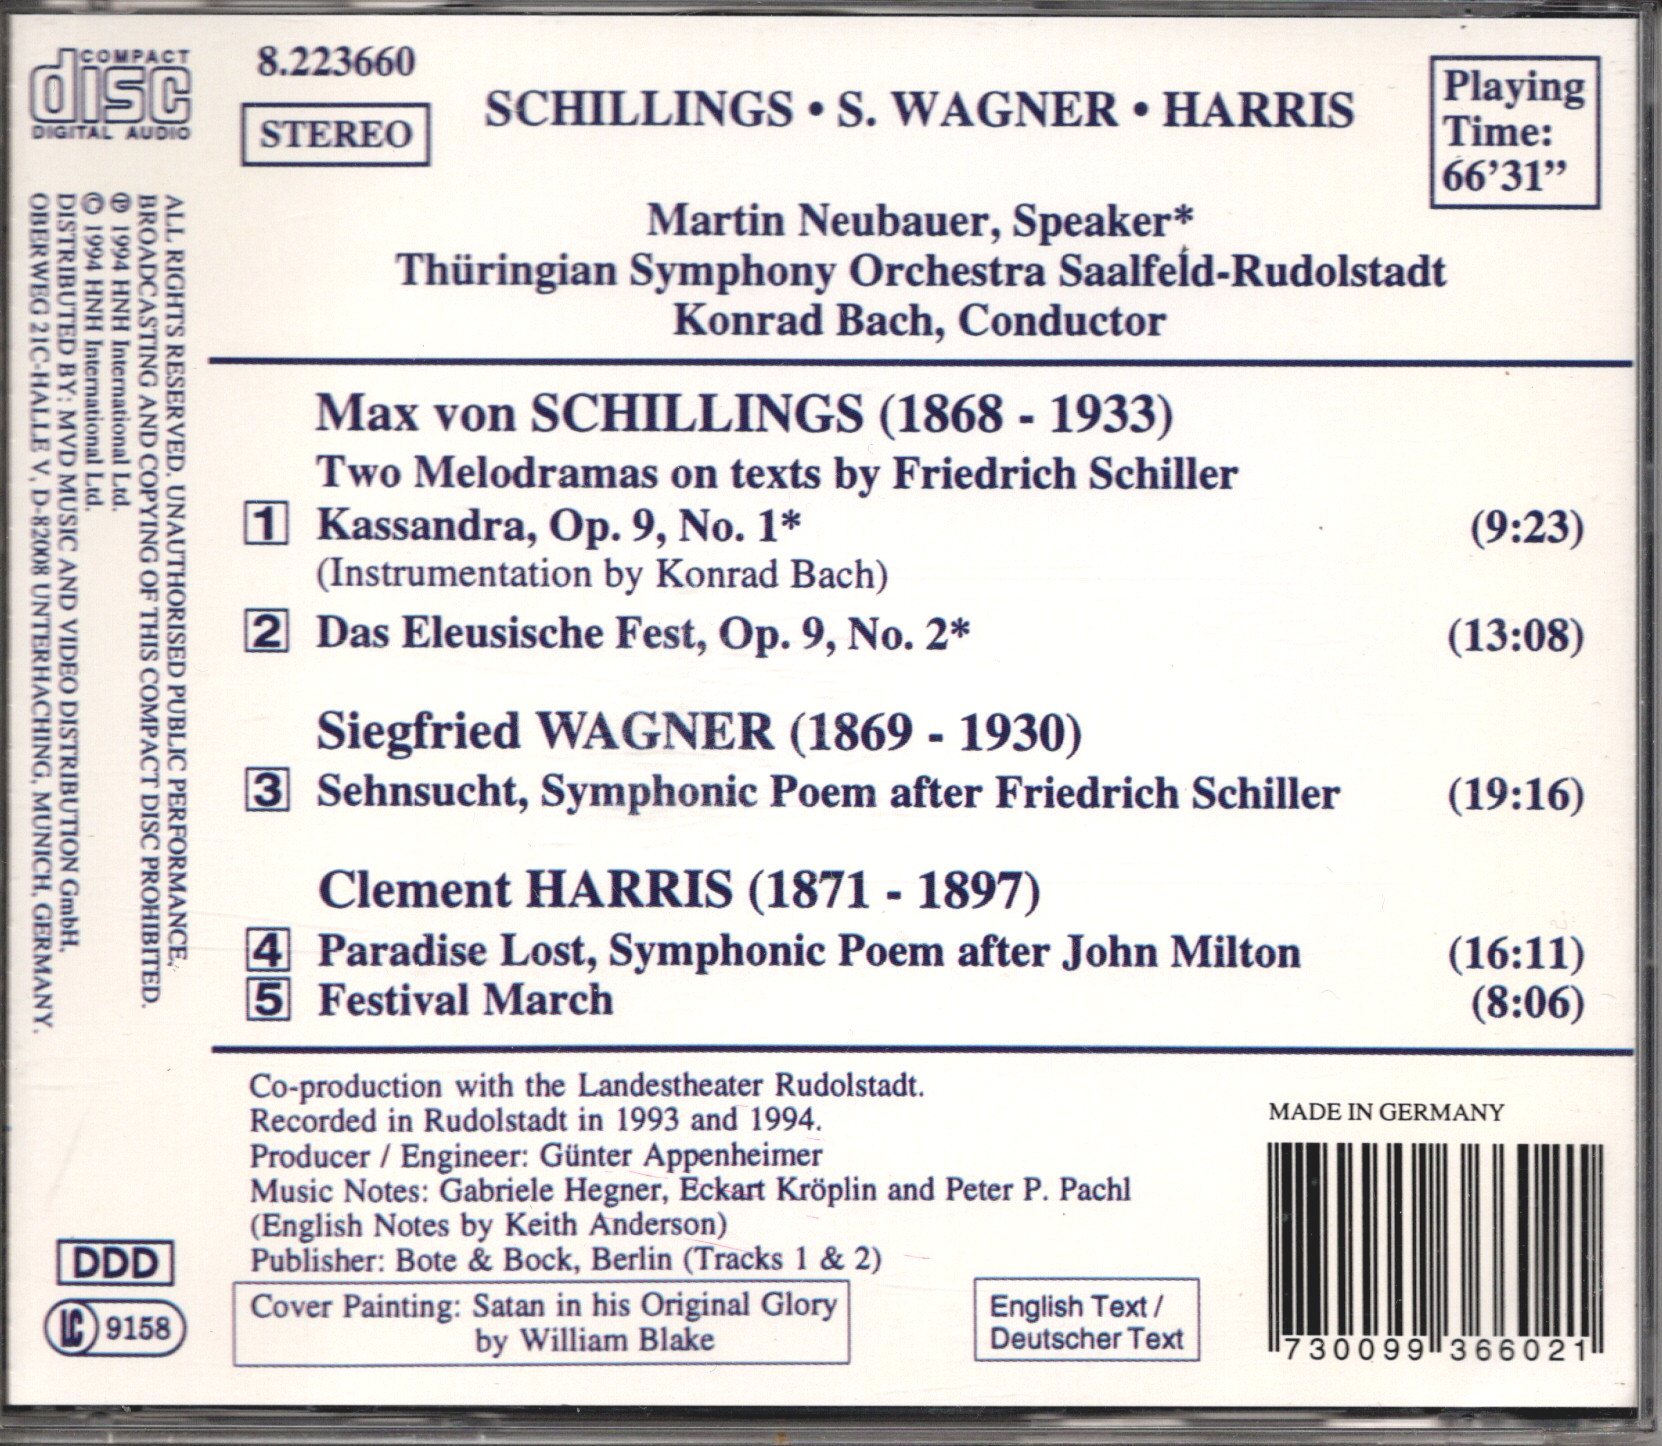 COMPACT
disc
DIGITAL AUDIO
8.223660
STEREO
SCHILLINGS • S. WAGNER • HARRIS
Playing
Time:
66’31”
Martin Neubauer, Speaker*
Thüringian Symphony Orchestra Saalfeld-Rudolstadt
Konrad Bach, Conductor
Max von SCHILLINGS (1868 - 1933)
Two Melodramas on texts by Friedrich Schiller
1 Kassandra, Op. 9, No. 1* (9:23)
(Instrumentation by Konrad Bach)
2 Das Eleusische Fest, Op. 9, No. 2* (13:08)
Siegfried WAGNER (1869 - 1930)
3 Sehnsucht, Symphonic Poem after Friedrich Schiller (19:16)
Clement HARRIS (1871 - 1897)
4 Paradise Lost, Symphonic Poem after John Milton (16:11)
5 Festival March (8:06)
Co-production with the Landestheater Rudolstadt.
Recorded in Rudolstadt in 1993 and 1994.
Producer / Engineer: Günter Appenheimer
Music Notes: Gabriele Hegner, Eckart Kröplin and Peter P. Pachl
(English Notes by Keith Anderson)
Publisher: Bote & Bock, Berlin (Tracks 1 & 2)
Cover Painting: Satan in his Original Glory
by William Blake
English Text /
Deutscher Text
MADE IN GERMANY
730099 366021
ALL RIGHTS RESERVED. UNAUTHORISED PUBLIC PERFORMANCE,
BROADCASTING AND COPYING OF THIS COMPACT DISC PROHIBITED.
℗ 1994 HNH International Ltd.
© 1994 HNH International Ltd.
DISTRIBUTED BY: MVD MUSIC AND VIDEO DISTRIBUTION GmbH,
OBERWEG 21C-HALLE V, D-82008 UNTERHACHING, MUNICH, GERMANY.
DDD
LC 9158